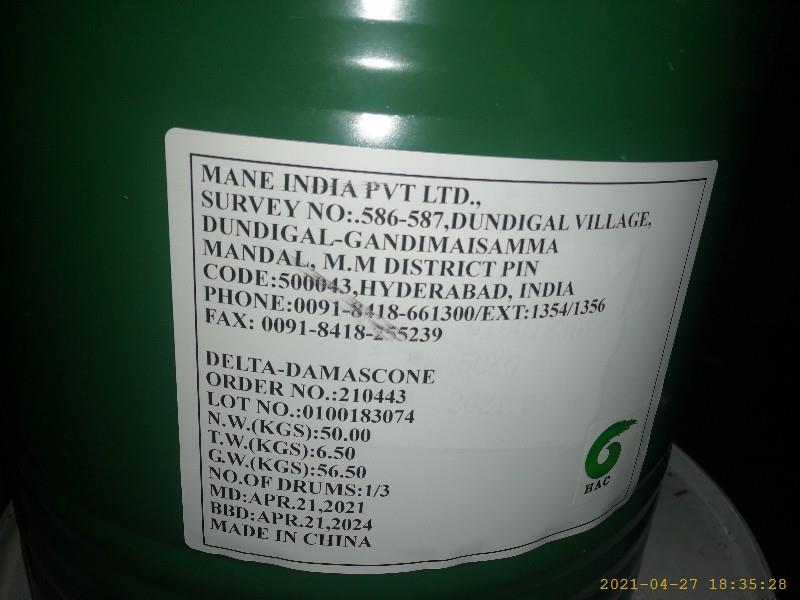 MANE INDIA PVT LTD.,
SURVEY NO:.586-587,DUNDIGAL VILLAGE,
DUNDIGAL-GANDIMAISAMMA
MANDAL, M.M DISTRICT PIN
CODE:500043,HYDERABAD, INDIA
PHONE:0091-8418-661300/EXT:1354/1356
FAX: 0091-8418-255239
DELTA-DAMASCONE
ORDER NO.:210443
LOT NO.:0100183074
N.W.(KGS):50.00
T.W.(KGS):6.50
G.W.(KGS):56.50
NO.OF DRUMS:1/3
MD:APR.21,2021
BBD:APR.21,2024
MADE IN CHINA
HAC
2021-04-27 18:35:28